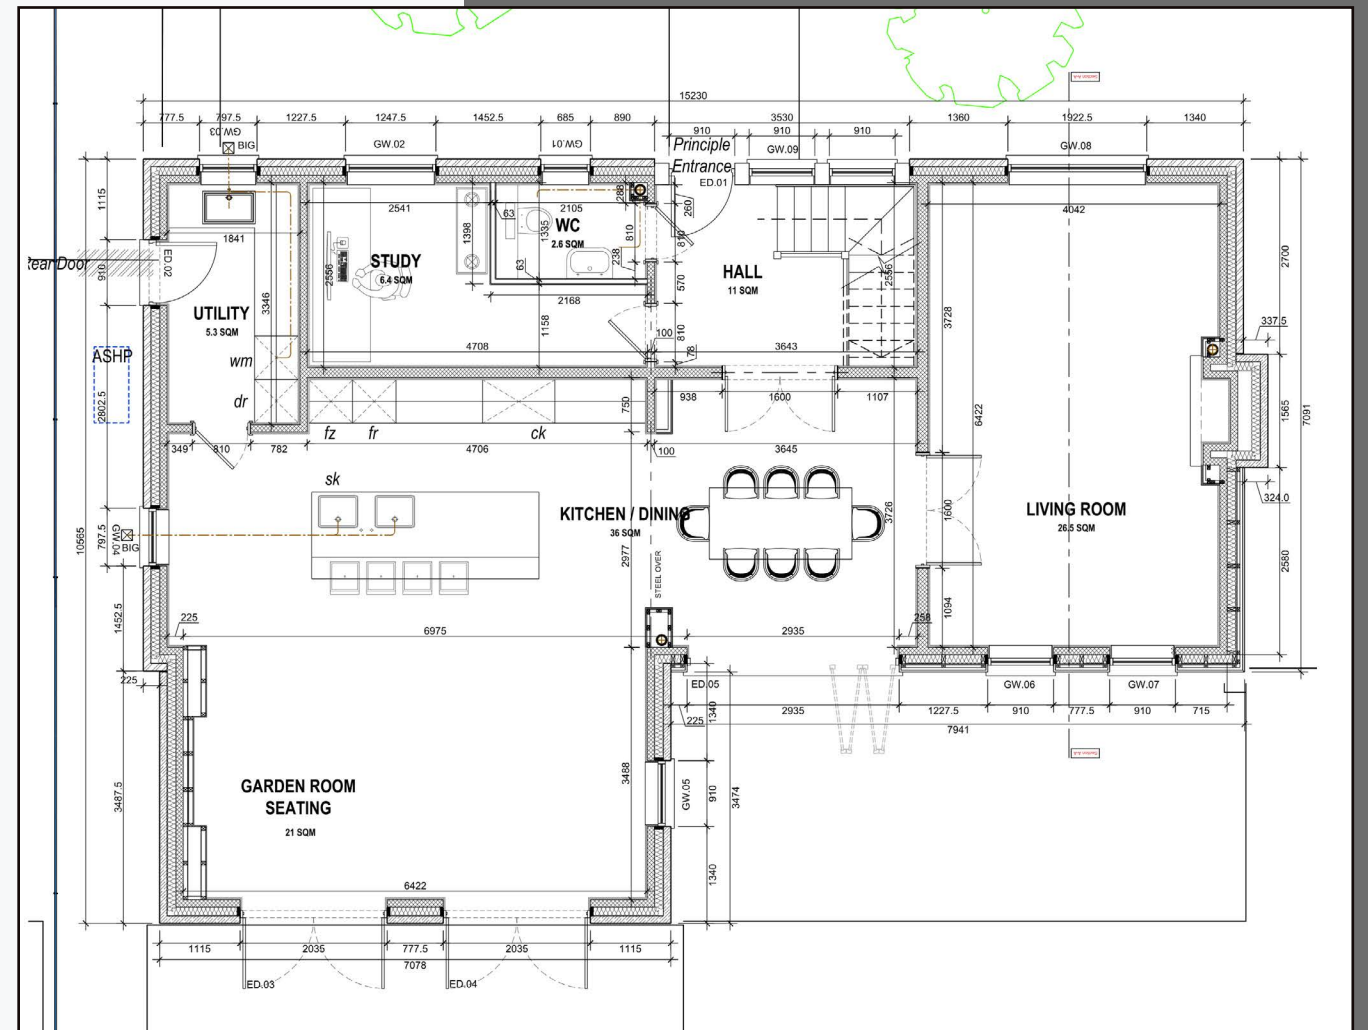 15230
777.5 797.5 1227.5 1247.5 1452.5 685 890 3530 1360 1922.5 1340
910 910 910
GW.03
BIG
GW.02
GW.01
Principle
Entrance
ED.01
GW.09
GW.08
1115
2541
63
2105
288
260
4042
1841
1398
1335
WC
2.6 SQM
810
810
238
63
STUDY
6.4 SQM
2556
HALL
11 SQM
2556
2700
7091
Rear Door
910
ED.02
UTILITY
5.3 SQM
3346
2168
1158
570
810
100
78
3728
337.5
4708
3643
ASHP
2802.5
wm
dr
750
938 1600 1107
6422
1565
fz fr ck
349 810 782 4706 100 3645
sk
KITCHEN / DINING
36 SQM
3726
1600
LIVING ROOM
26.5 SQM
324.0
10565
797.5
GW.04
BIG
2977
STEEL OVER
2580
1452.5
225
6975
2935
258
1094
225
ED.05
1340
GW.06
GW.07
225
2935 1227.5 910 777.5 910 715
7941
Section A-A
Section A-A
GARDEN ROOM
SEATING
21 SQM
3487.5
3488
GW.05
910
3474
1340
6422
1115 2035 777.5 2035 1115
7078
ED.03
ED.04